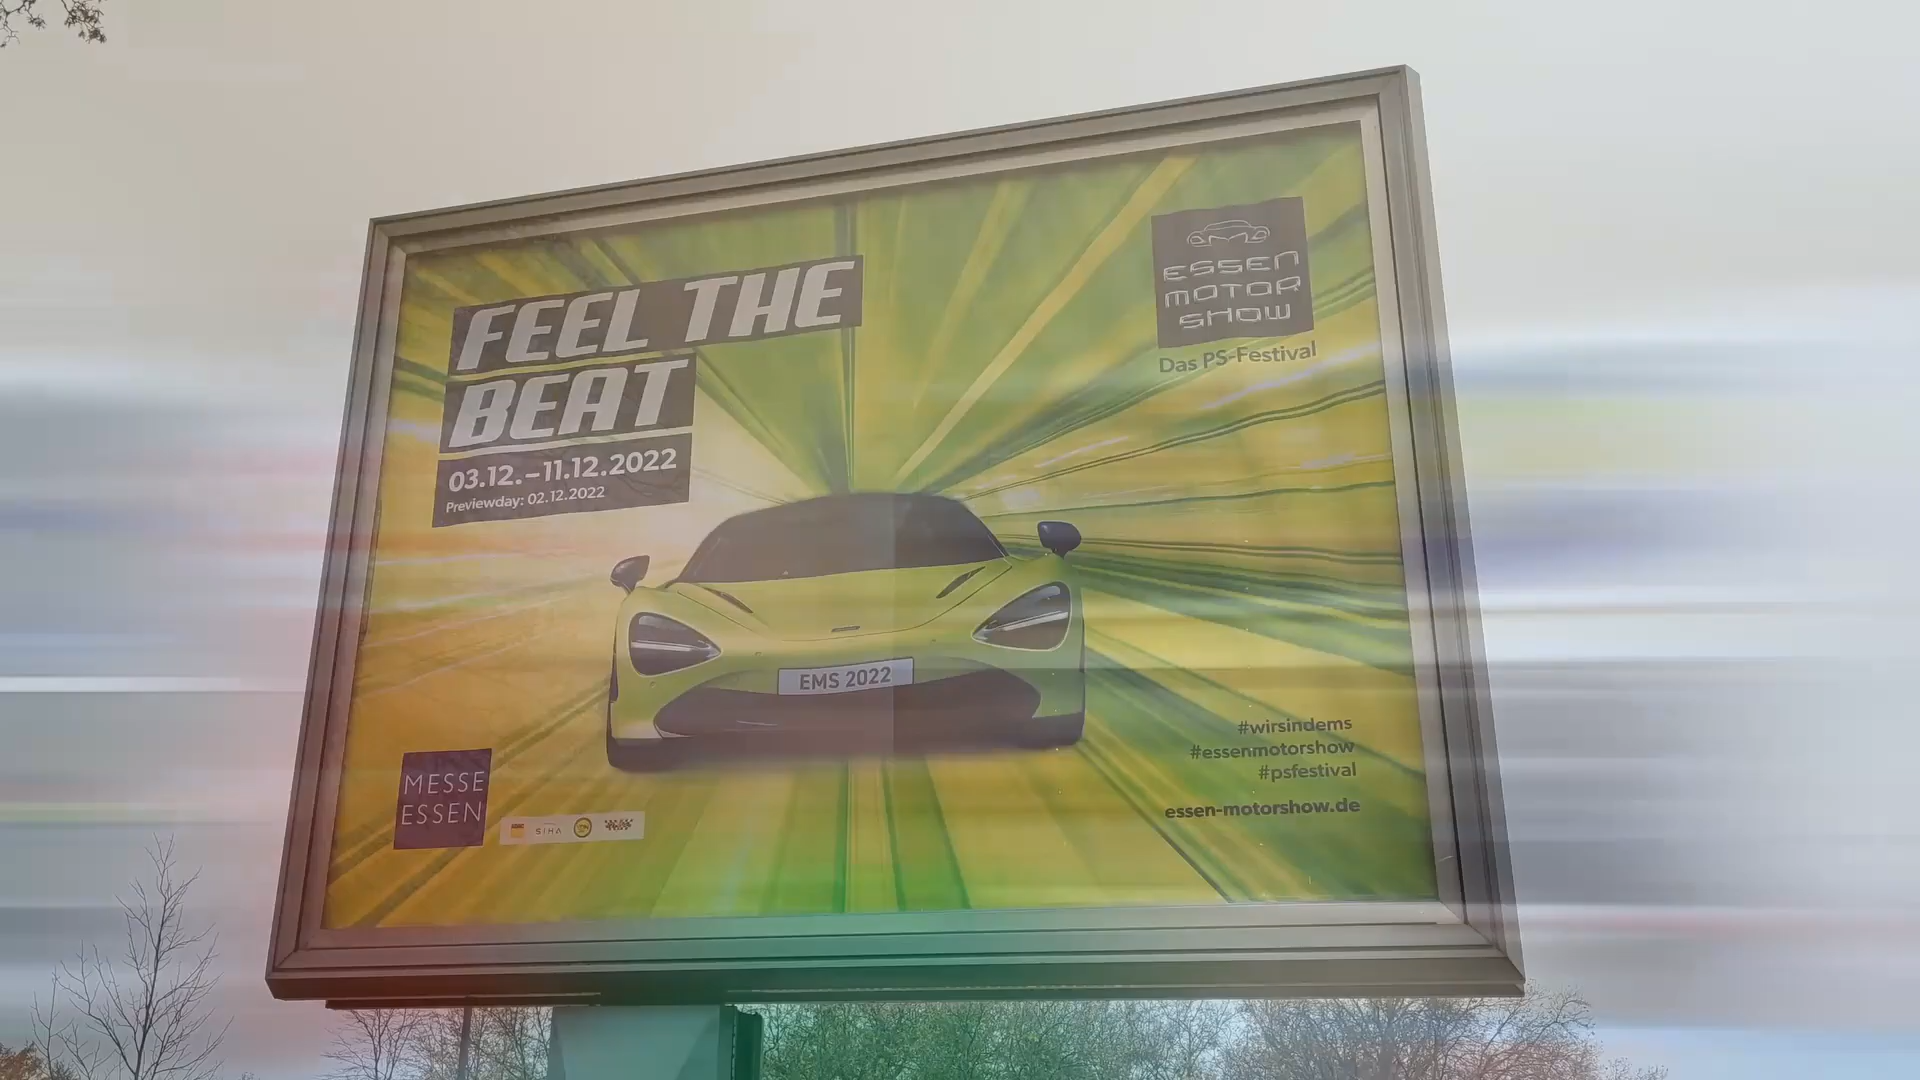 FEEL THE
BEAT
03.12.–11.12.2022
Previewday: 02.12.2022
ESSEN
MOTOR
SHOW
Das PS-Festival
EMS 2022
#wirsindems
#essenmotorshow
#psfestival
essen-motorshow.de
MESSE
ESSEN
SIHA